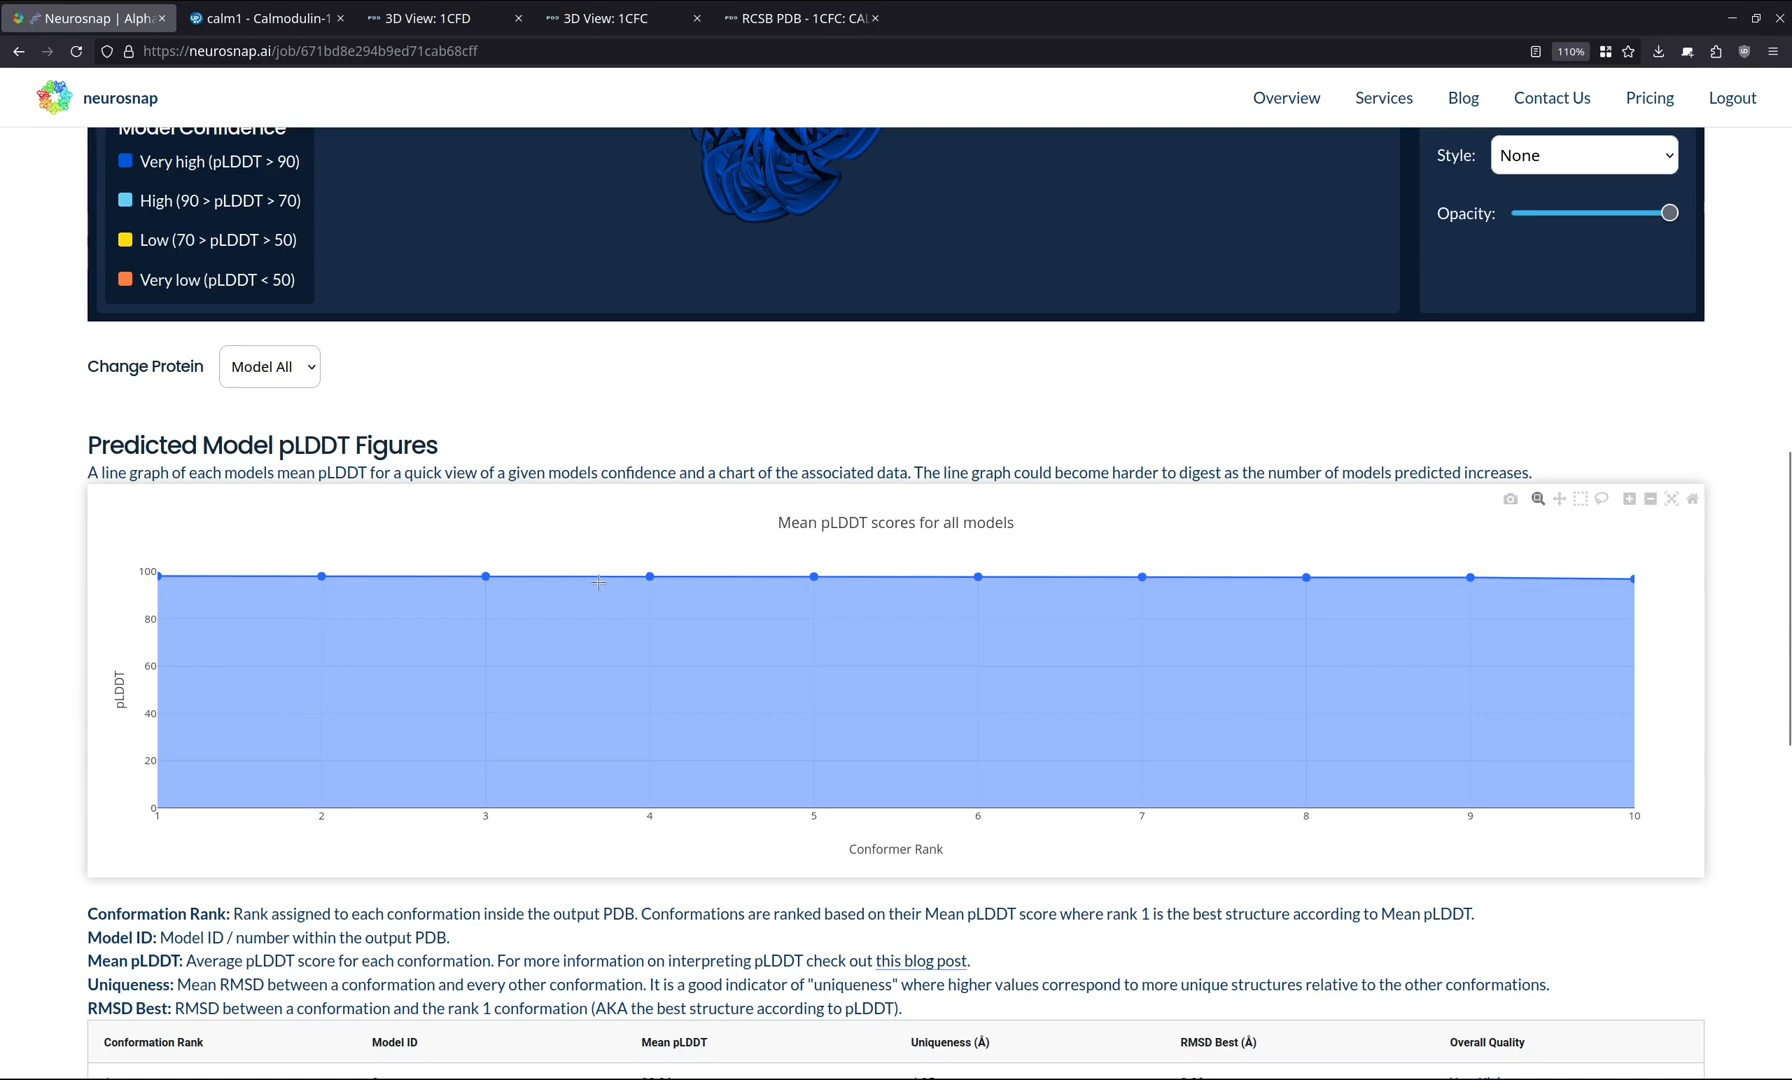 Neurosnap | Alpha
calm1 - Calmodulin-1
3D View: 1CFD
3D View: 1CFC
RCSB PDB - 1CFC: CAL
https://neurosnap.ai/job/671bd8e294b9ed71cab68cff
110%
neurosnap
Overview
Services
Blog
Contact Us
Pricing
Logout
Model Confidence
Very high (pLDDT > 90)
High (90 > pLDDT > 70)
Low (70 > pLDDT > 50)
Very low (pLDDT < 50)
Style: None
Opacity:
Change Protein Model All
Predicted Model pLDDT Figures
A line graph of each models mean pLDDT for a quick view of a given models confidence and a chart of the associated data. The line graph could become harder to digest as the number of models predicted increases.
Mean pLDDT scores for all models
100
80
60
40
20
0
pLDDT
1 2 3 4 5 6 7 8 9 10
Conformer Rank
Conformation Rank: Rank assigned to each conformation inside the output PDB. Conformations are ranked based on their Mean pLDDT score where rank 1 is the best structure according to Mean pLDDT.
Model ID: Model ID / number within the output PDB.
Mean pLDDT: Average pLDDT score for each conformation. For more information on interpreting pLDDT check out this blog post.
Uniqueness: Mean RMSD between a conformation and every other conformation. It is a good indicator of "uniqueness" where higher values correspond to more unique structures relative to the other conformations.
RMSD Best: RMSD between a conformation and the rank 1 conformation (AKA the best structure according to pLDDT).
Conformation Rank Model ID Mean pLDDT Uniqueness (Å) RMSD Best (Å) Overall Quality